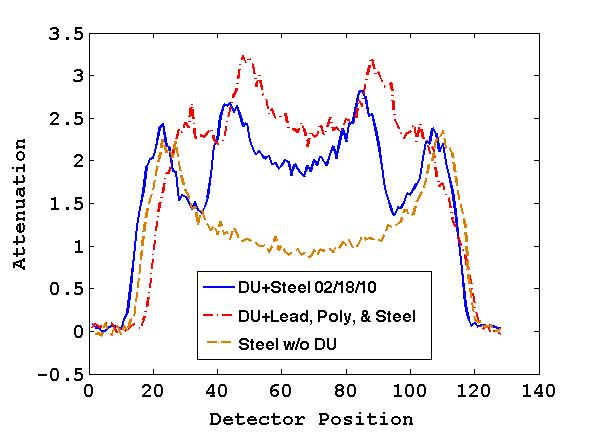 3.5
3
2.5
2
1.5
1
0.5
0
-0.5
Attenuation
DU+Steel 02/18/10
DU+Lead, Poly, & Steel
Steel w/o DU
0 20 40 60 80 100 120 140
Detector Position